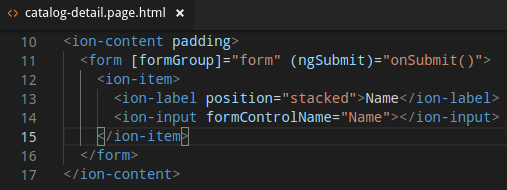 catalog-detail.page.html ×
10 <ion-content padding>
11 <form [formGroup]="form" (ngSubmit)="onSubmit()">
12 <ion-item>
13 <ion-label position="stacked">Name</ion-label>
14 <ion-input formControlName="Name"></ion-input>
15 </ion-item>
16 </form>
17 </ion-content>